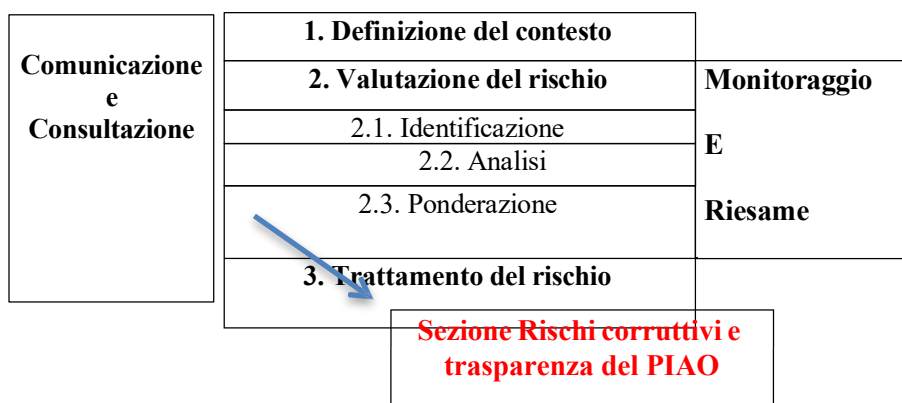 Comunicazione
e
Consultazione
1. Definizione del contesto
2. Valutazione del rischio
2.1. Identificazione
2.2. Analisi
2.3. Ponderazione
3. Trattamento del rischio
Monitoraggio
E
Riesame
Sezione Rischi corruttivi e
trasparenza del PIAO